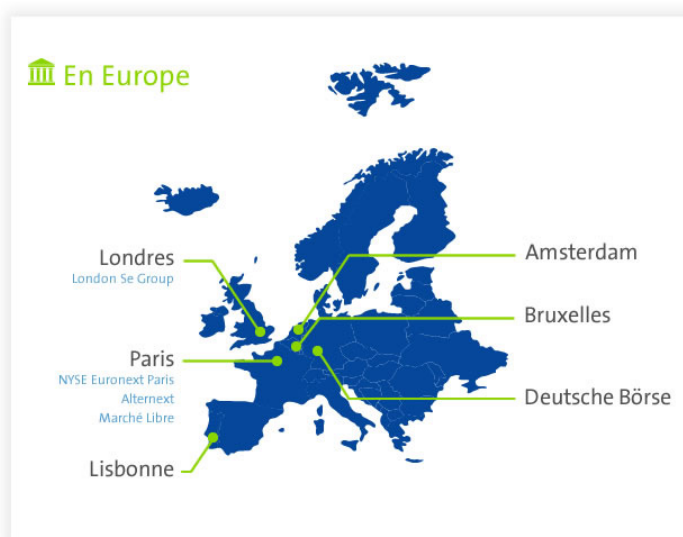 En Europe
Londres
London Se Group
Paris
NYSE Euronext Paris
Alternext
Marché Libre
Lisbonne
Amsterdam
Bruxelles
Deutsche Börse